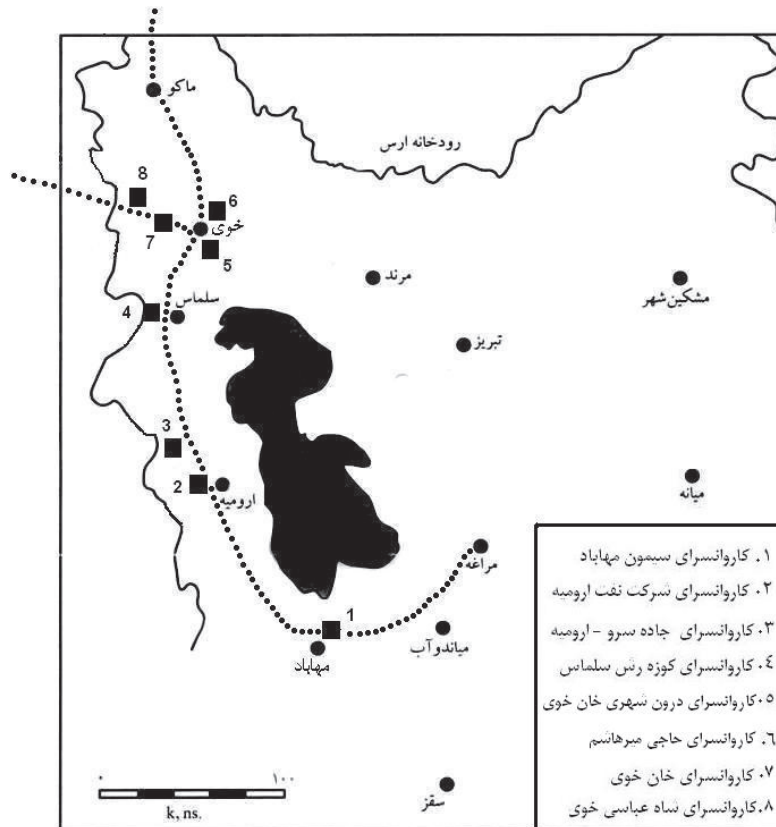 ماکو
رودخانه ارس
8
6
خوی
7
5
مرند
مشکین‌شهر
سلماس
4
تبریز
3
2
ارومیه
میانه
مراغه
1
میاندوآب
مهاباد
سقز
۰
۱۰۰
k, ns.
۱. کاروانسرای سیمون مهاباد
۲. کاروانسرای شرکت نفت ارومیه
۳. کاروانسرای جاده سرو - ارومیه
۴. کاروانسرای کوزه رش سلماس
۵. کاروانسرای درون شهری خان خوی
۶. کاروانسرای حاجی میرهاشم
۷. کاروانسرای خان خوی
۸. کاروانسرای شاه عباسی خوی